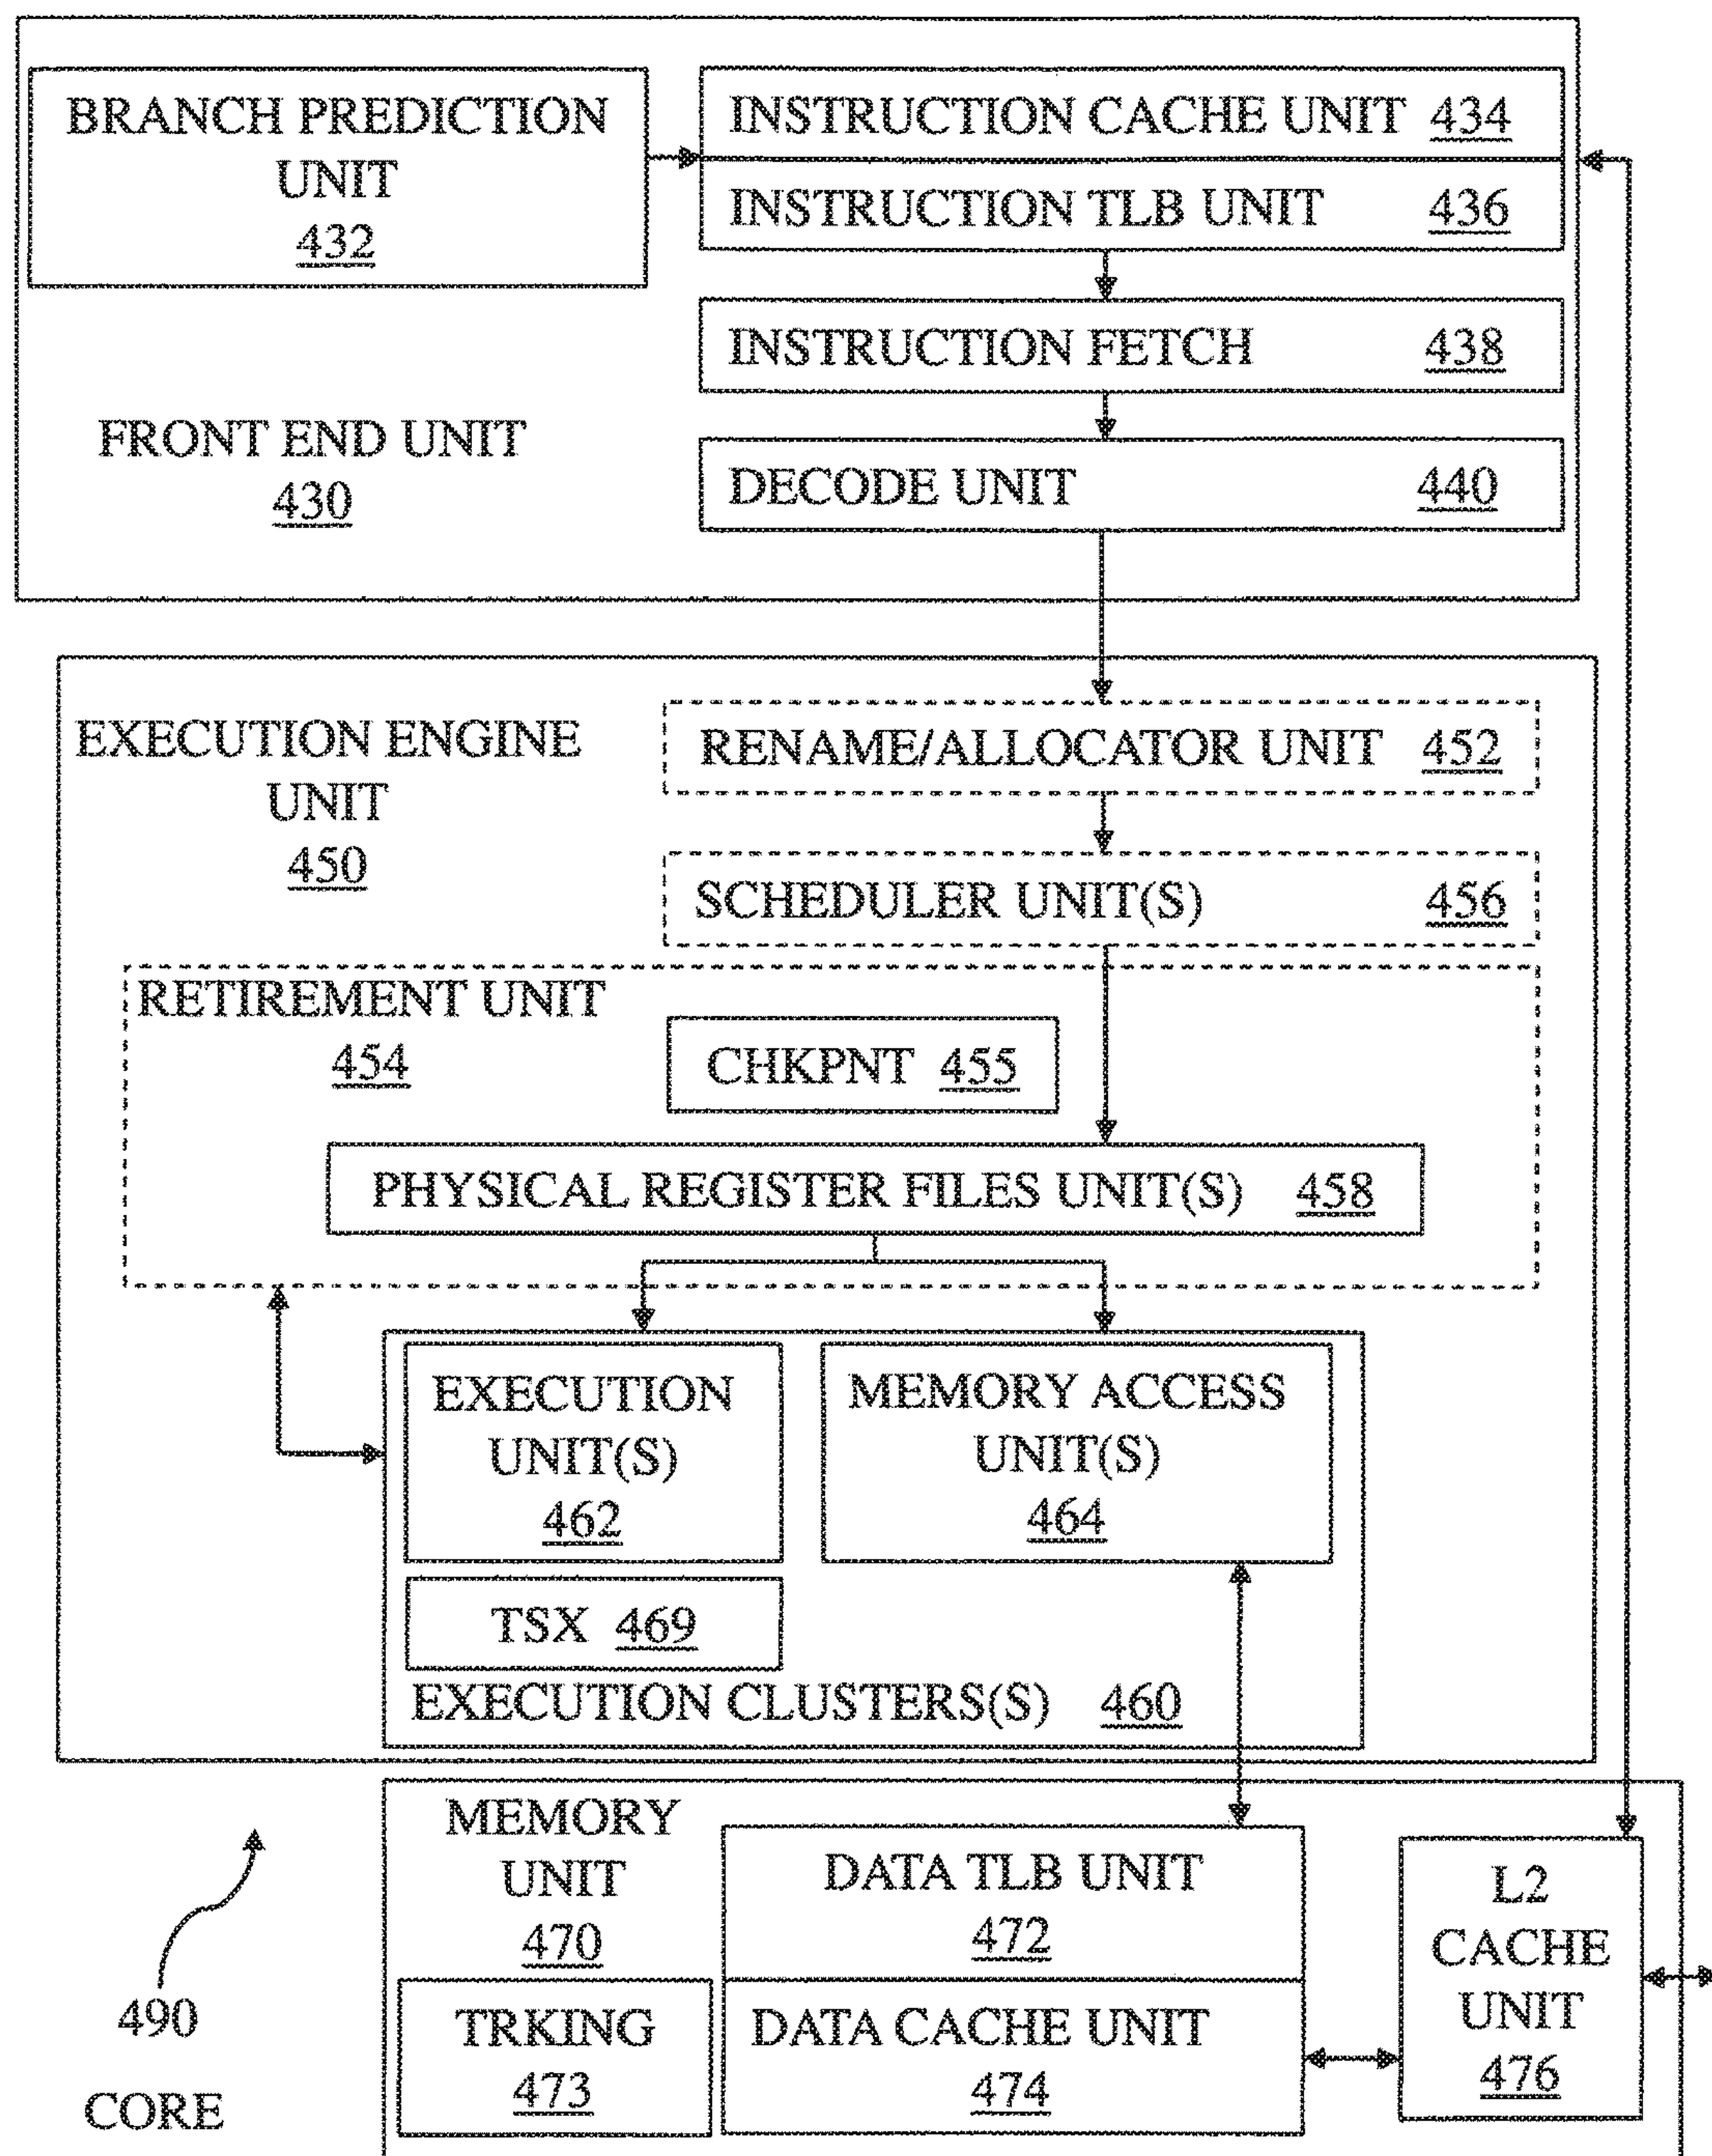 BRANCH PREDICTION
UNIT
432
INSTRUCTION CACHE UNIT 434
INSTRUCTION TLB UNIT 436
INSTRUCTION FETCH 438
FRONT END UNIT
430
DECODE UNIT 440
EXECUTION ENGINE
UNIT
450
RENAME/ALLOCATOR UNIT 452
SCHEDULER UNIT(S) 456
RETIREMENT UNIT
454
CHKPNT 455
PHYSICAL REGISTER FILES UNIT(S) 458
EXECUTION
UNIT(S)
462
MEMORY ACCESS
UNIT(S)
464
TSX 469
EXECUTION CLUSTERS(S) 460
MEMORY
UNIT
470
DATA TLB UNIT
472
TRKING
473
DATA CACHE UNIT
474
L2
CACHE
UNIT
476
490
CORE